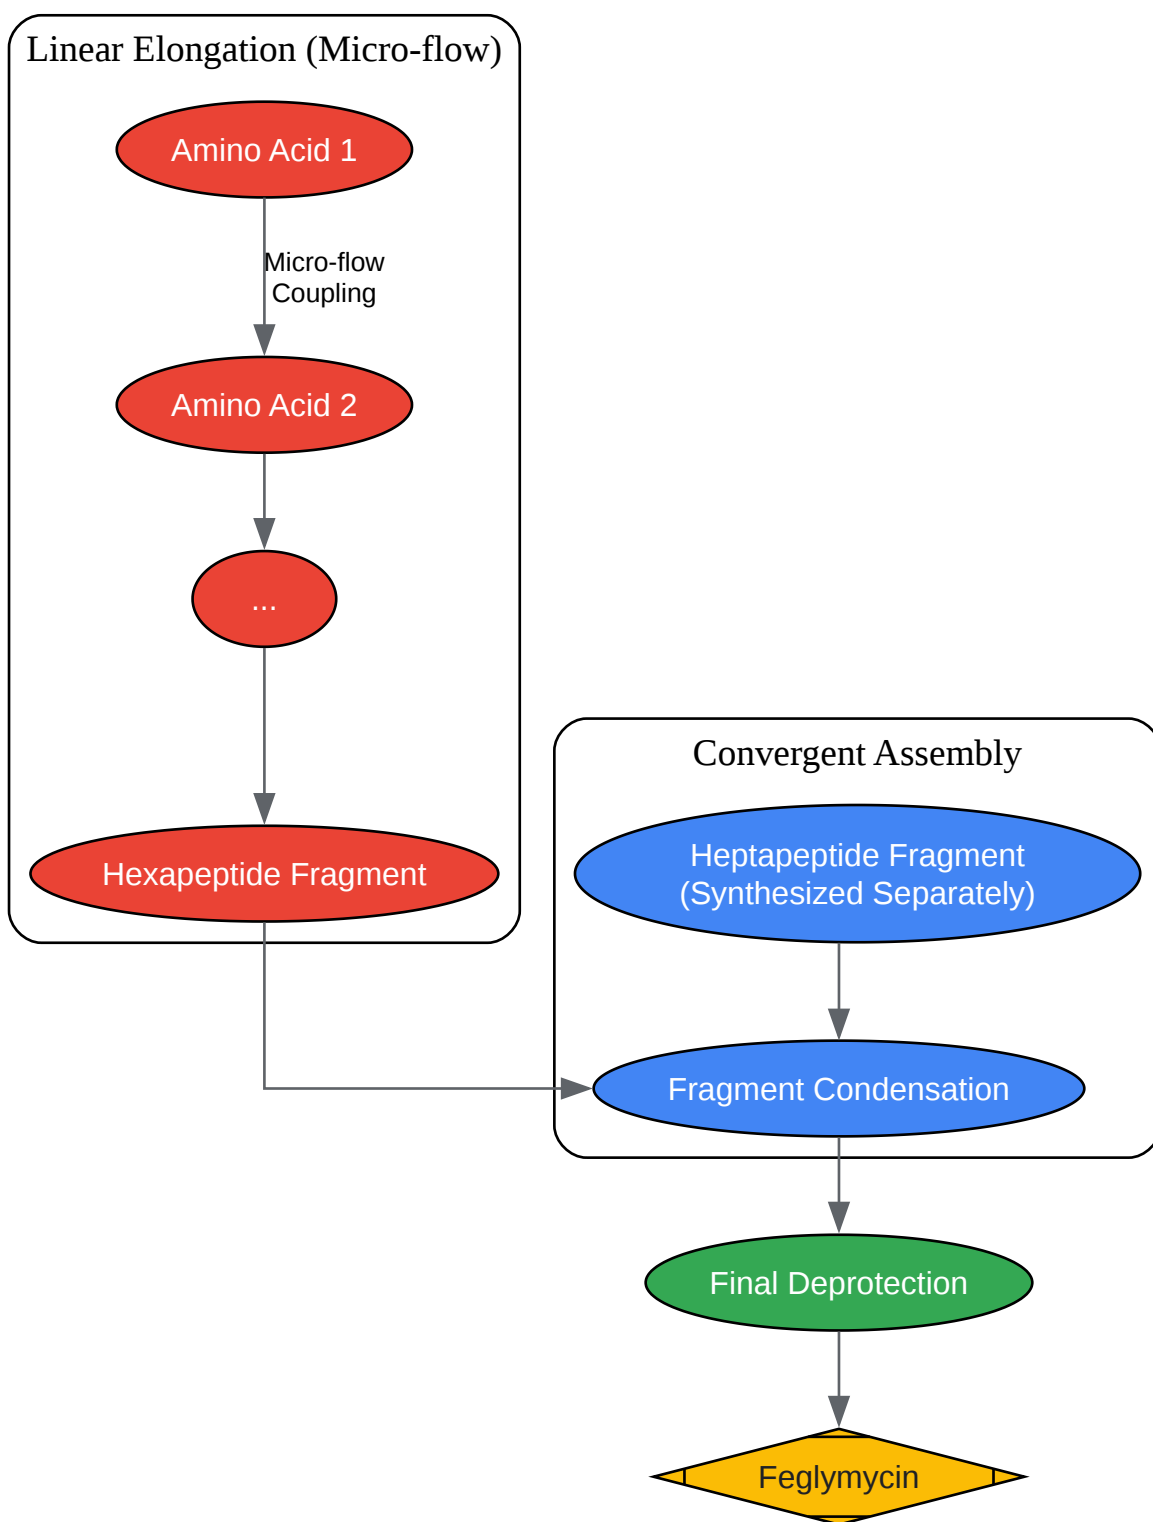 Linear Elongation (Micro-flow)
Amino Acid 1
Micro-flow
Coupling
Amino Acid 2
...
Hexapeptide Fragment
Convergent Assembly
Heptapeptide Fragment
(Synthesized Separately)
Fragment Condensation
Final Deprotection
Feglymycin